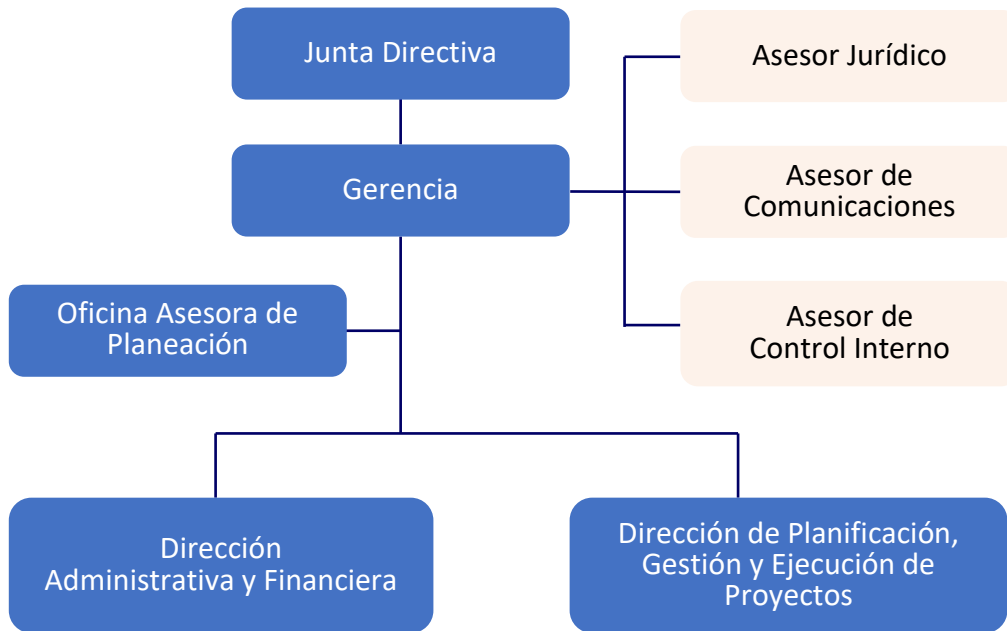 Junta Directiva
Asesor Jurídico
Gerencia
Asesor de
Comunicaciones
Oficina Asesora de
Planeación
Asesor de
Control Interno
Dirección
Administrativa y Financiera
Dirección de Planificación,
Gestión y Ejecución de
Proyectos